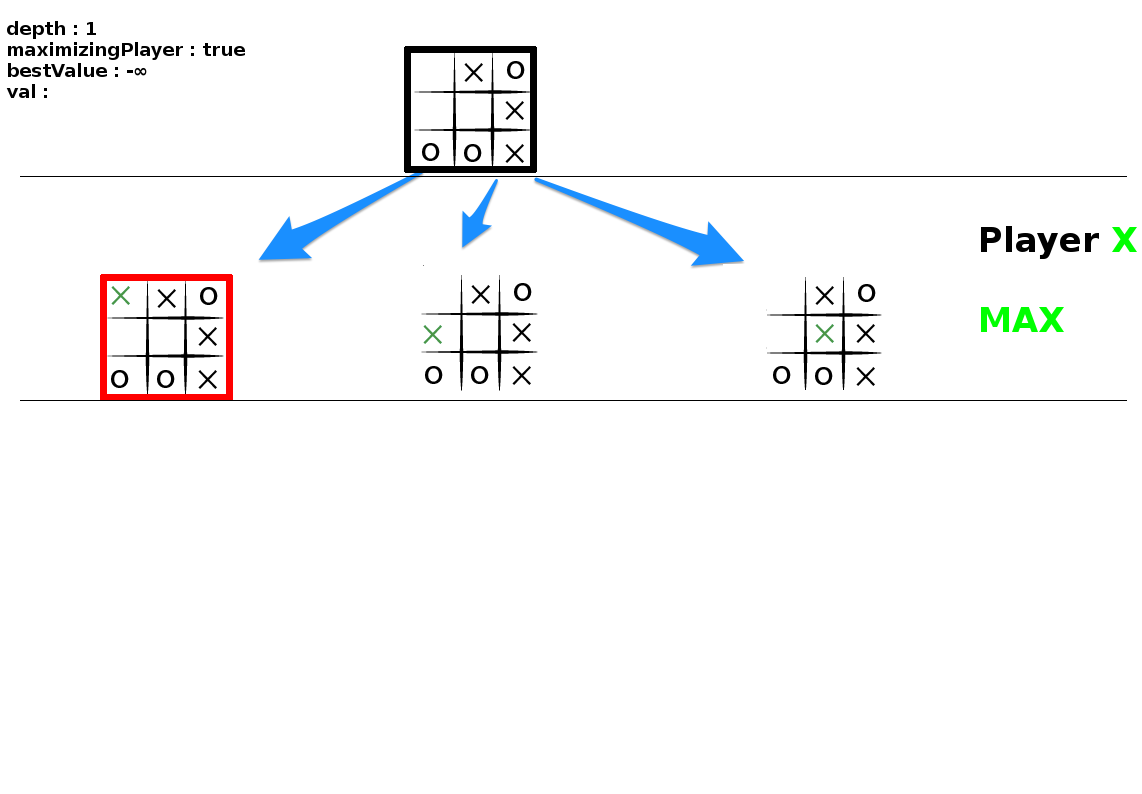 depth : 1
maximizingPlayer : true
bestValue : -∞
val :
X O
X
O O X
Player X
MAX
X X O
X
O O X
X O
X X
O O X
X O
X X
O O X